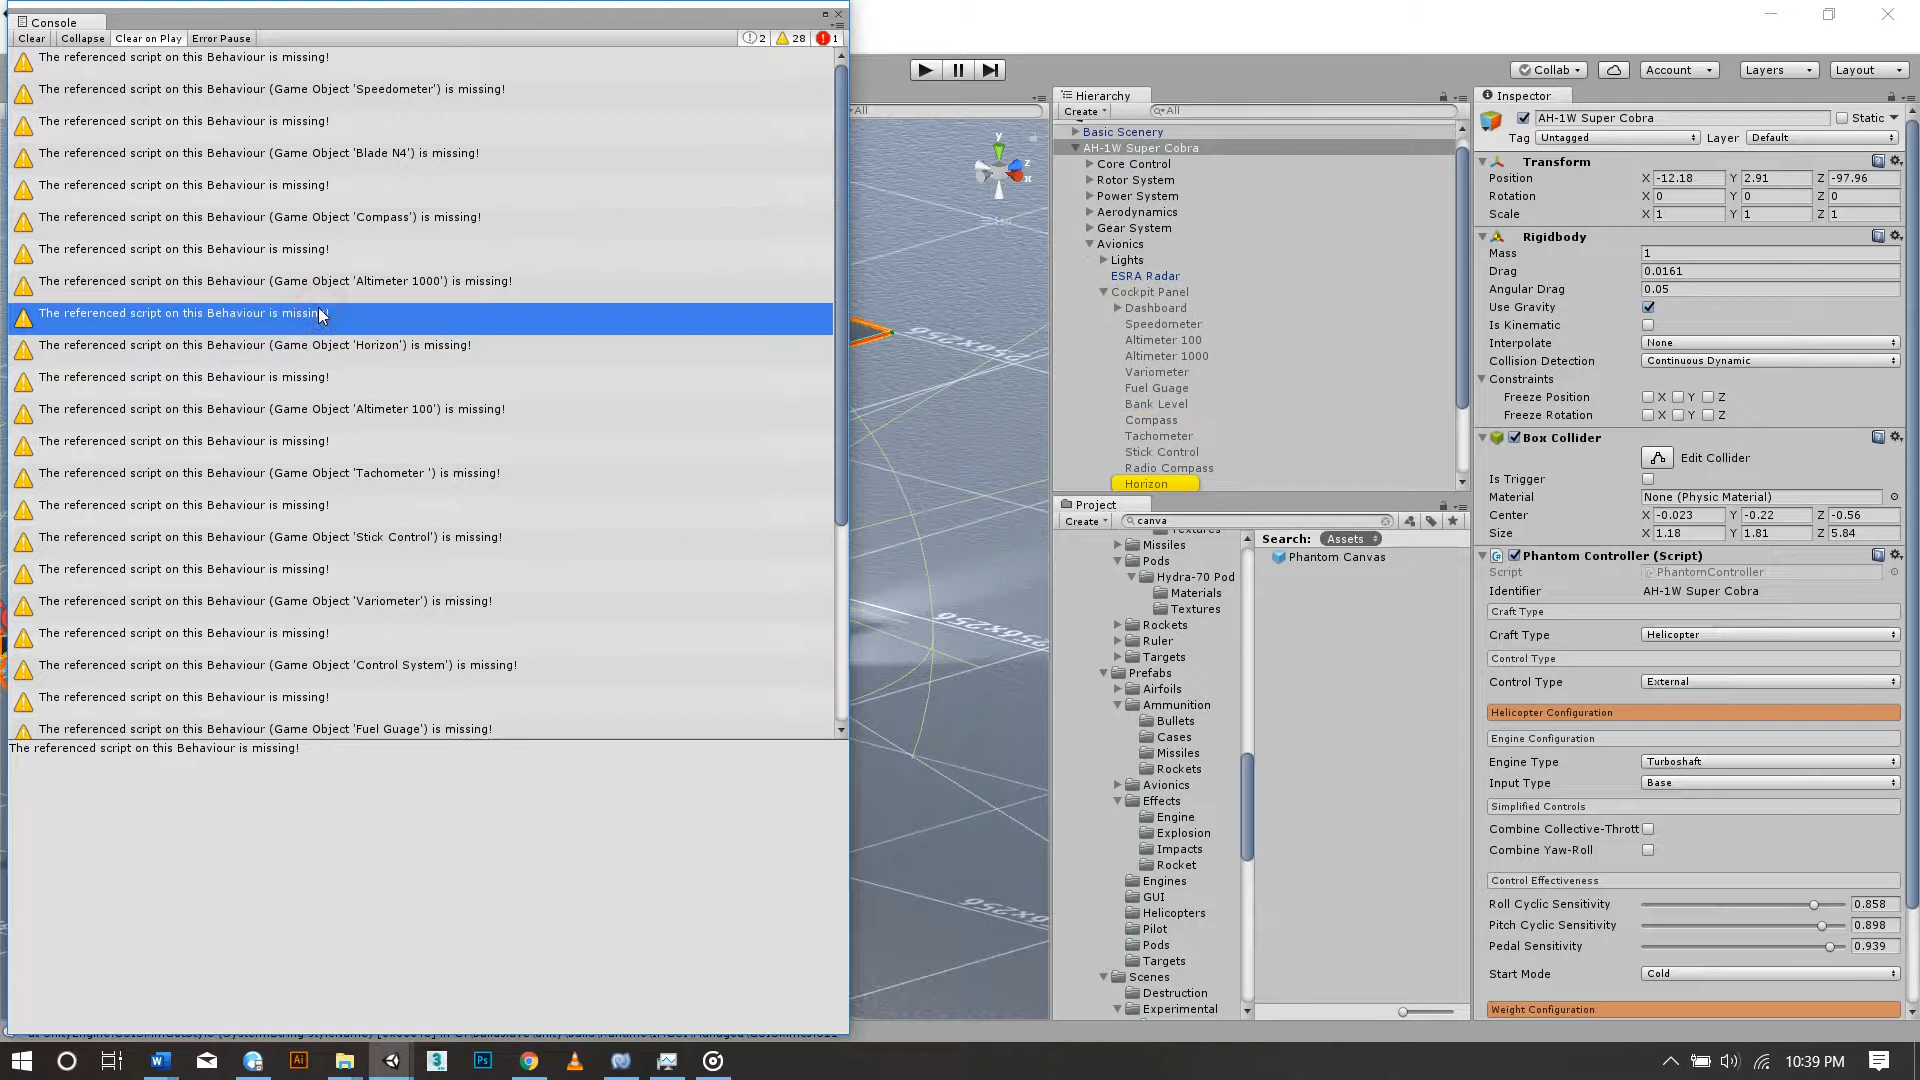 Console
Clear
Collapse
Clear on Play
Error Pause
2
28
1
The referenced script on this Behaviour is missing!
The referenced script on this Behaviour (Game Object 'Speedometer') is missing!
The referenced script on this Behaviour is missing!
The referenced script on this Behaviour (Game Object 'Blade N4') is missing!
The referenced script on this Behaviour is missing!
The referenced script on this Behaviour (Game Object 'Compass') is missing!
The referenced script on this Behaviour is missing!
The referenced script on this Behaviour (Game Object 'Altimeter 1000') is missing!
The referenced script on this Behaviour is missing!
The referenced script on this Behaviour (Game Object 'Horizon') is missing!
The referenced script on this Behaviour is missing!
The referenced script on this Behaviour (Game Object 'Altimeter 100') is missing!
The referenced script on this Behaviour is missing!
The referenced script on this Behaviour (Game Object 'Tachometer ') is missing!
The referenced script on this Behaviour is missing!
The referenced script on this Behaviour (Game Object 'Stick Control') is missing!
The referenced script on this Behaviour is missing!
The referenced script on this Behaviour (Game Object 'Variometer') is missing!
The referenced script on this Behaviour is missing!
The referenced script on this Behaviour (Game Object 'Control System') is missing!
The referenced script on this Behaviour is missing!
The referenced script on this Behaviour (Game Object 'Fuel Guage') is missing!
The referenced script on this Behaviour is missing!
All
y
z
x
256x256
256x256
256x256
Collab
Account
Layers
Layout
Hierarchy
Create
All
Basic Scenery
AH-1W Super Cobra
Core Control
Rotor System
Power System
Aerodynamics
Gear System
Avionics
Lights
ESRA Radar
Cockpit Panel
Dashboard
Speedometer
Altimeter 100
Altimeter 1000
Variometer
Fuel Guage
Bank Level
Compass
Tachometer
Stick Control
Radio Compass
Horizon
Project
Create
canva
Textures
Missiles
Pods
Hydra-70 Pod
Materials
Textures
Rockets
Ruler
Targets
Prefabs
Airfoils
Ammunition
Bullets
Cases
Missiles
Rockets
Avionics
Effects
Engine
Explosion
Impacts
Rocket
Engines
GUI
Helicopters
Pilot
Pods
Targets
Scenes
Destruction
Experimental
Search: Assets
Phantom Canvas
Inspector
AH-1W Super Cobra Static
Tag Untagged Layer Default
Transform
Position X -12.18 Y 2.91 Z -97.96
Rotation X 0 Y 0 Z 0
Scale X 1 Y 1 Z 1
Rigidbody
Mass 1
Drag 0.0161
Angular Drag 0.05
Use Gravity
Is Kinematic
Interpolate None
Collision Detection Continuous Dynamic
Constraints
Freeze Position X Y Z
Freeze Rotation X Y Z
Box Collider
Edit Collider
Is Trigger
Material None (Physic Material)
Center X -0.023 Y -0.22 Z -0.56
Size X 1.18 Y 1.81 Z 5.84
Phantom Controller (Script)
Script PhantomController
Identifier AH-1W Super Cobra
Craft Type
Craft Type Helicopter
Control Type
Control Type External
Helicopter Configuration
Engine Configuration
Engine Type Turboshaft
Input Type Base
Simplified Controls
Combine Collective-Thrott
Combine Yaw-Roll
Control Effectiveness
Roll Cyclic Sensitivity 0.858
Pitch Cyclic Sensitivity 0.898
Pedal Sensitivity 0.939
Start Mode Cold
Weight Configuration
10:39 PM